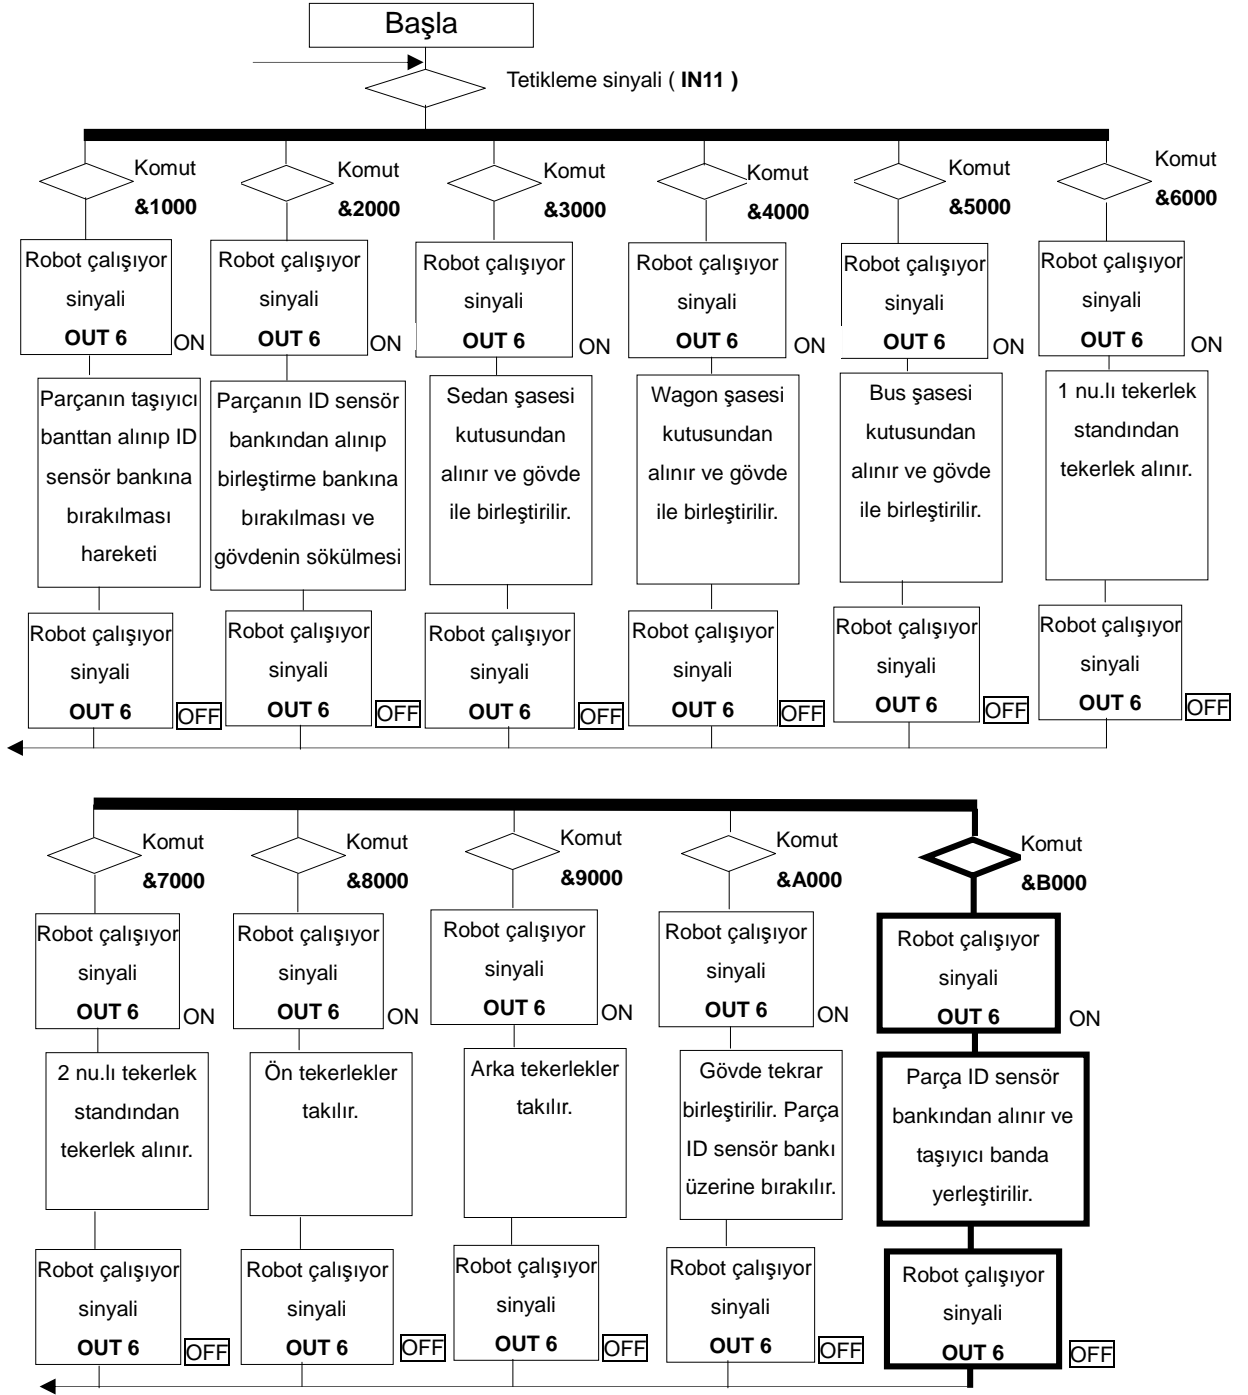 Başla
Tetikleme sinyali ( IN11 )
Komut
&1000
Robot çalışıyor
sinyali
OUT 6
ON
Parçanın taşıyıcı
banttan alınıp ID
sensör bankına
bırakılması
hareketi
Robot çalışıyor
sinyali
OUT 6
OFF
Komut
&2000
Robot çalışıyor
sinyali
OUT 6
ON
Parçanın ID sensör
bankından alınıp
birleştirme bankına
bırakılması ve
gövdenin sökülmesi
Robot çalışıyor
sinyali
OUT 6
OFF
Komut
&3000
Robot çalışıyor
sinyali
OUT 6
ON
Sedan şasesi
kutusundan
alınır ve gövde
ile birleştirilir.
Robot çalışıyor
sinyali
OUT 6
OFF
Komut
&4000
Robot çalışıyor
sinyali
OUT 6
ON
Wagon şasesi
kutusundan
alınır ve gövde
ile birleştirilir.
Robot çalışıyor
sinyali
OUT 6
OFF
Komut
&5000
Robot çalışıyor
sinyali
OUT 6
ON
Bus şasesi
kutusundan
alınır ve gövde
ile birleştirilir.
Robot çalışıyor
sinyali
OUT 6
OFF
Komut
&6000
Robot çalışıyor
sinyali
OUT 6
ON
1 nu.lı tekerlek
standından
tekerlek alınır.
Robot çalışıyor
sinyali
OUT 6
OFF
Komut
&7000
Robot çalışıyor
sinyali
OUT 6
ON
2 nu.lı tekerlek
standından
tekerlek alınır.
Robot çalışıyor
sinyali
OUT 6
OFF
Komut
&8000
Robot çalışıyor
sinyali
OUT 6
ON
Ön tekerlekler
takılır.
Robot çalışıyor
sinyali
OUT 6
OFF
Komut
&9000
Robot çalışıyor
sinyali
OUT 6
ON
Arka tekerlekler
takılır.
Robot çalışıyor
sinyali
OUT 6
OFF
Komut
&A000
Robot çalışıyor
sinyali
OUT 6
ON
Gövde tekrar
birleştirilir. Parça
ID sensör bankı
üzerine bırakılır.
Robot çalışıyor
sinyali
OUT 6
OFF
Komut
&B000
Robot çalışıyor
sinyali
OUT 6
ON
Parça ID sensör
bankından alınır ve
taşıyıcı banda
yerleştirilir.
Robot çalışıyor
sinyali
OUT 6
OFF